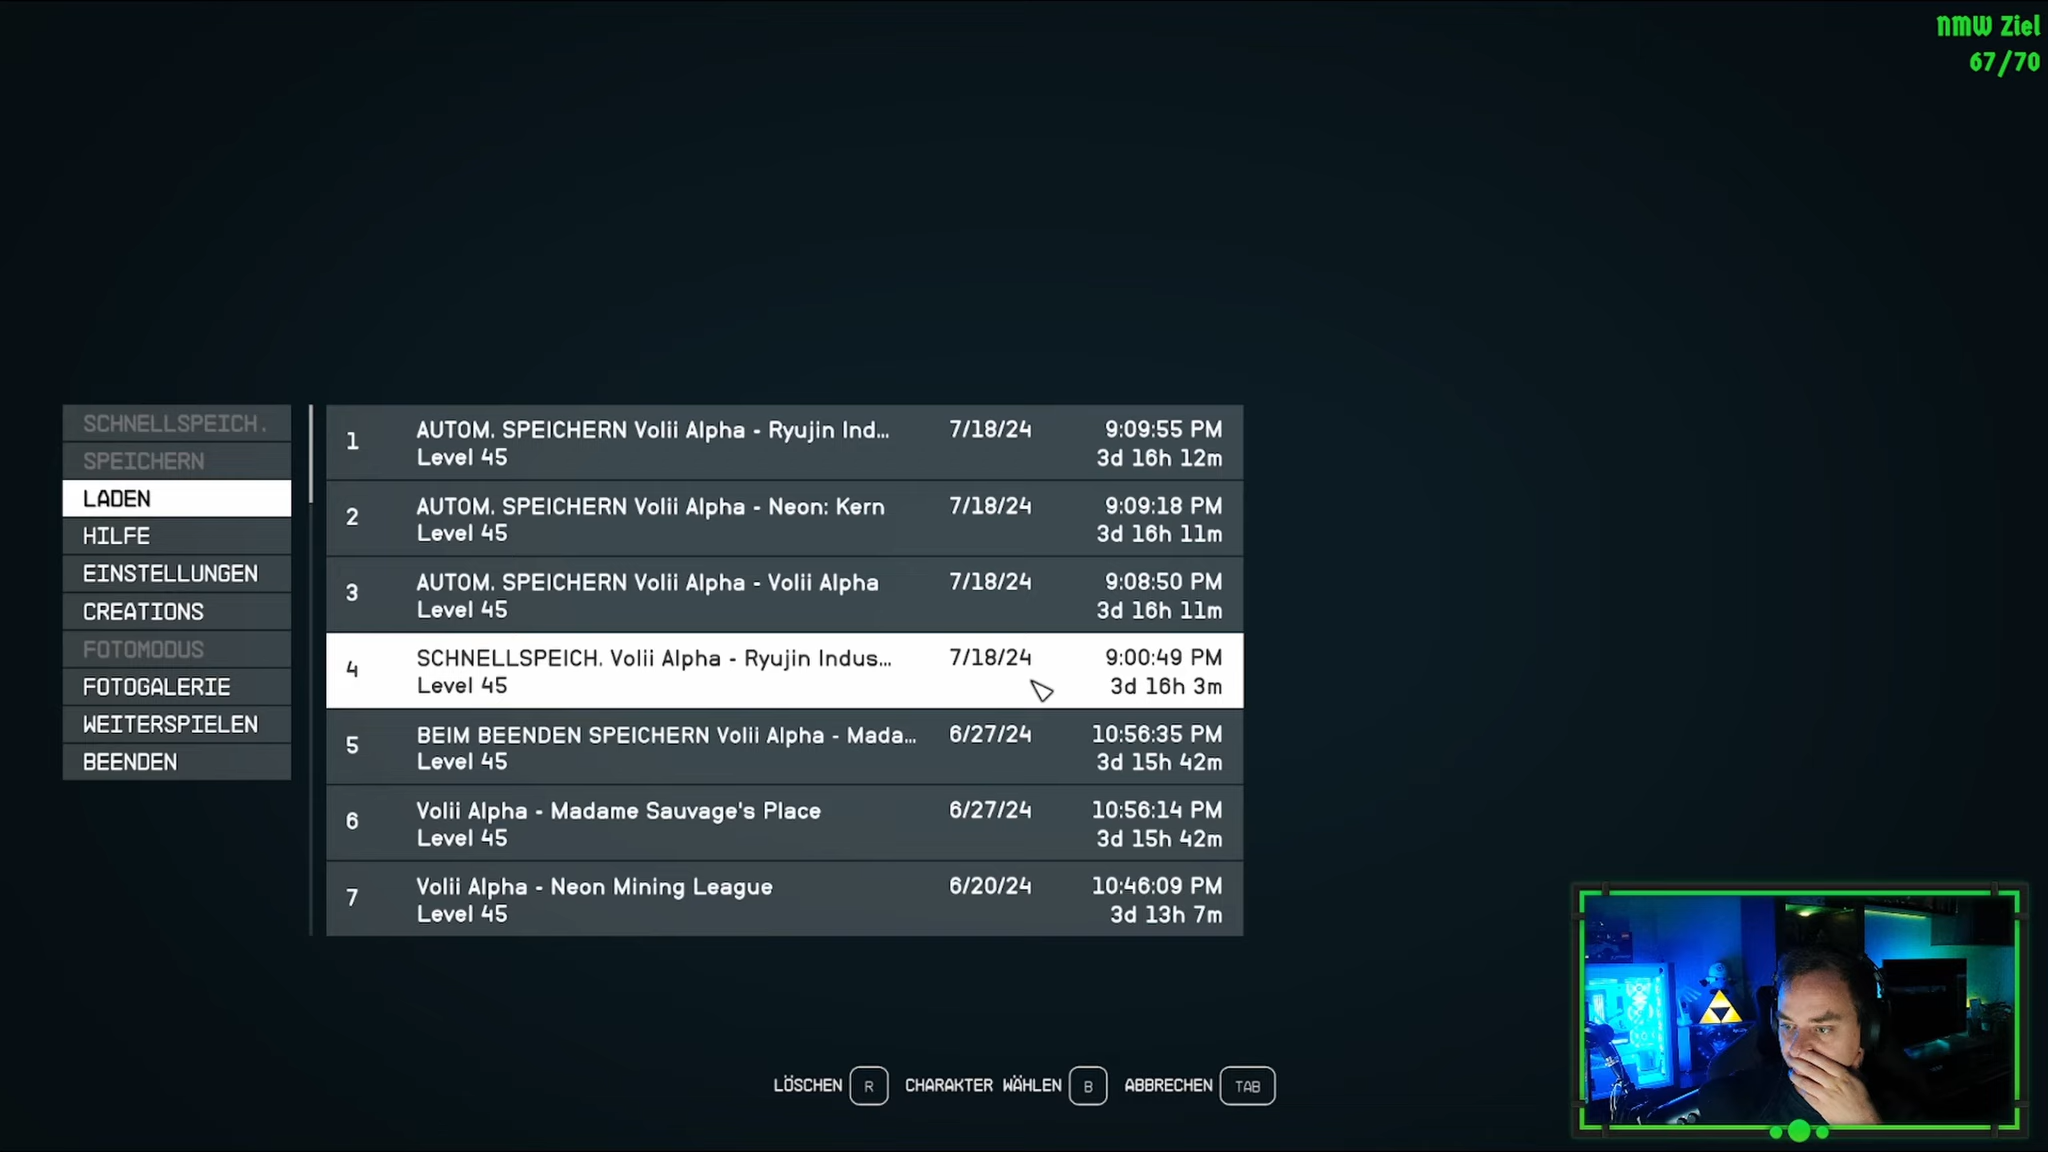 NMW Ziel
67/70
SCHNELLSPEICH.
SPEICHERN
LADEN
HILFE
EINSTELLUNGEN
CREATIONS
FOTOMODUS
FOTOGALERIE
WEITERSPIELEN
BEENDEN
1 AUTOM. SPEICHERN Volii Alpha - Ryujin Ind... 7/18/24 9:09:55 PM
Level 45 3d 16h 12m
2 AUTOM. SPEICHERN Volii Alpha - Neon: Kern 7/18/24 9:09:18 PM
Level 45 3d 16h 11m
3 AUTOM. SPEICHERN Volii Alpha - Volii Alpha 7/18/24 9:08:50 PM
Level 45 3d 16h 11m
4 SCHNELLSPEICH. Volii Alpha - Ryujin Indus... 7/18/24 9:00:49 PM
Level 45 3d 16h 3m
5 BEIM BEENDEN SPEICHERN Volii Alpha - Mada... 6/27/24 10:56:35 PM
Level 45 3d 15h 42m
6 Volii Alpha - Madame Sauvage's Place 6/27/24 10:56:14 PM
Level 45 3d 15h 42m
7 Volii Alpha - Neon Mining League 6/20/24 10:46:09 PM
Level 45 3d 13h 7m
LÖSCHEN R CHARAKTER WÄHLEN B ABBRECHEN TAB